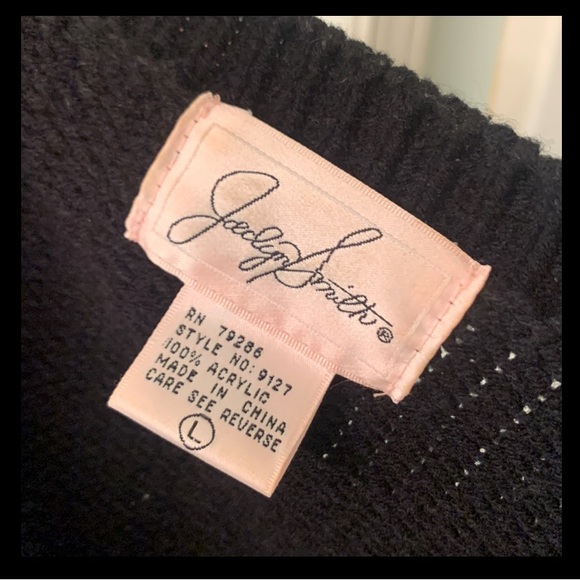 Jaclyn Smith®
RN 79286
STYLE NO: 9127
100% ACRYLIC
MADE IN CHINA
CARE SEE REVERSE
L